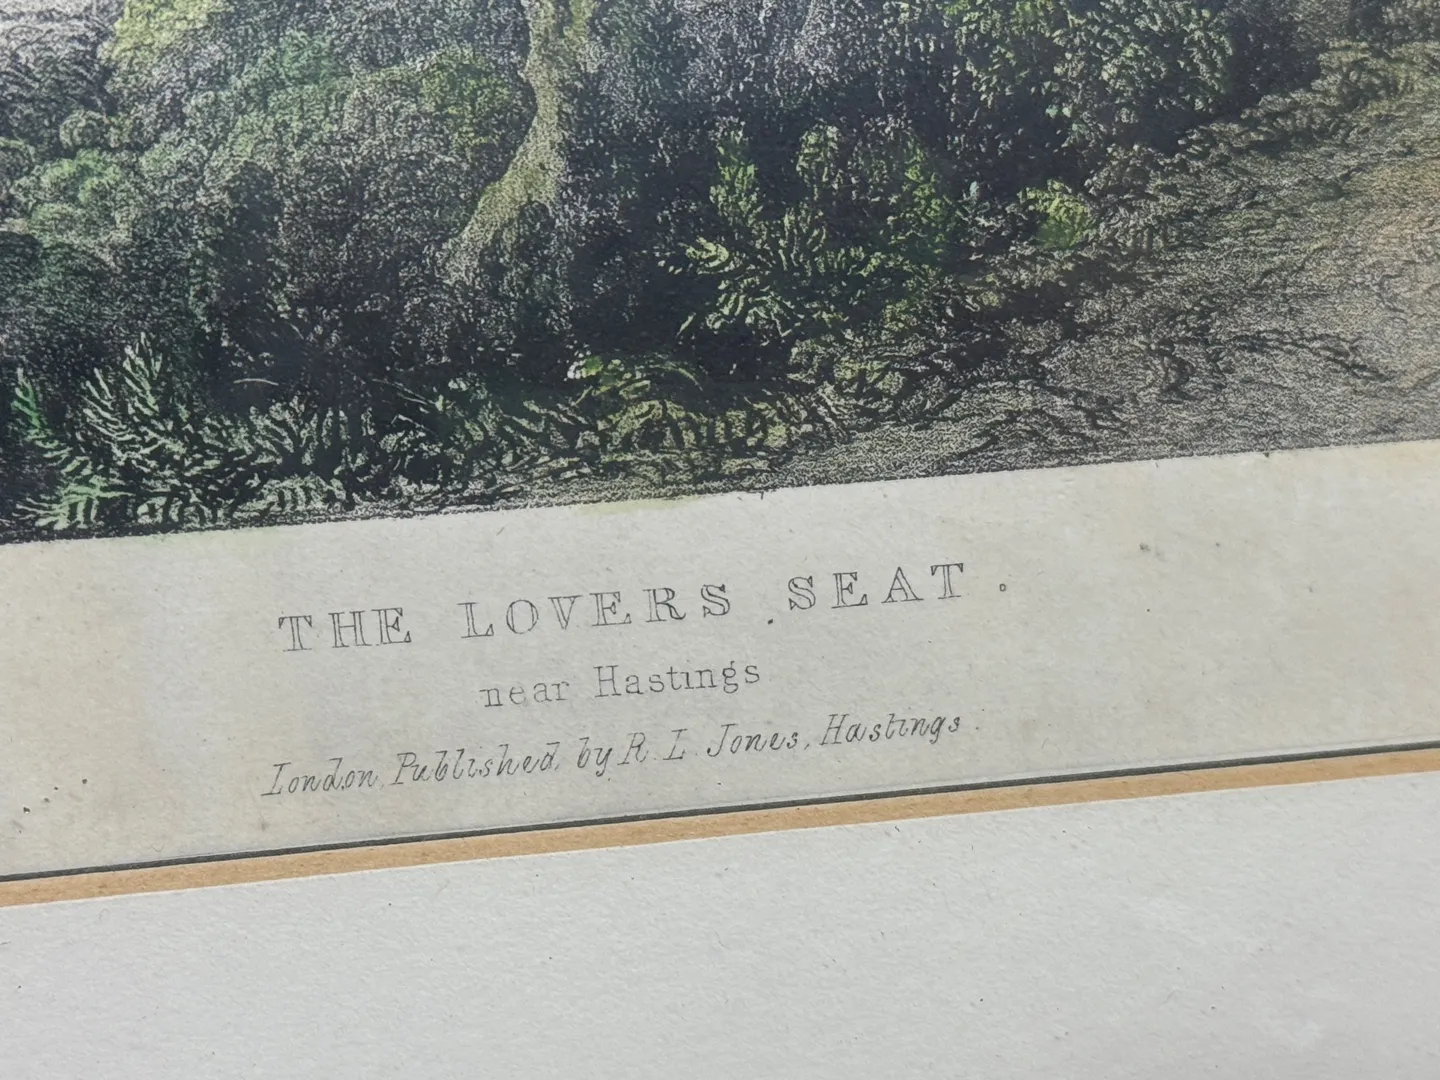 THE LOVERS SEAT.
near Hastings
London, Published, by R. L. Jones, Hastings.